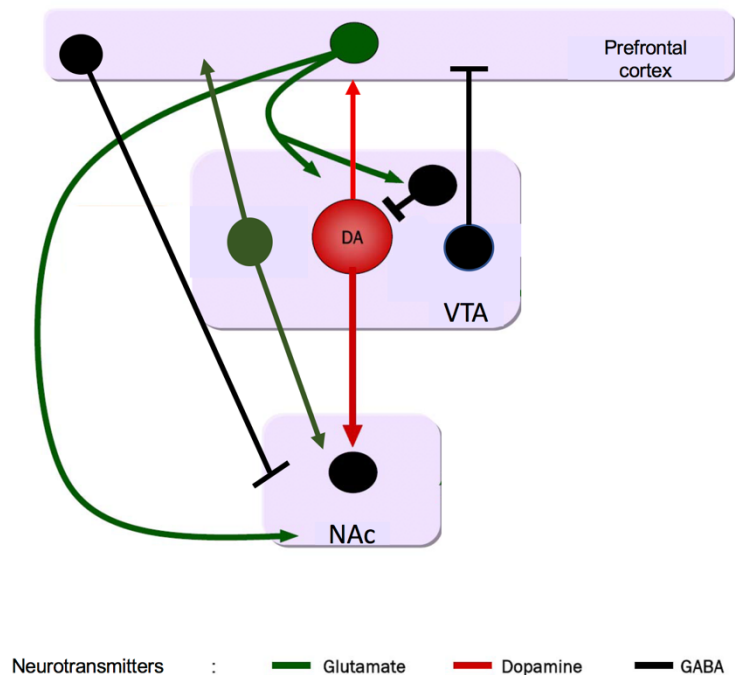 Prefrontal
cortex
DA
VTA
NAc
Neurotransmitters : Glutamate Dopamine GABA